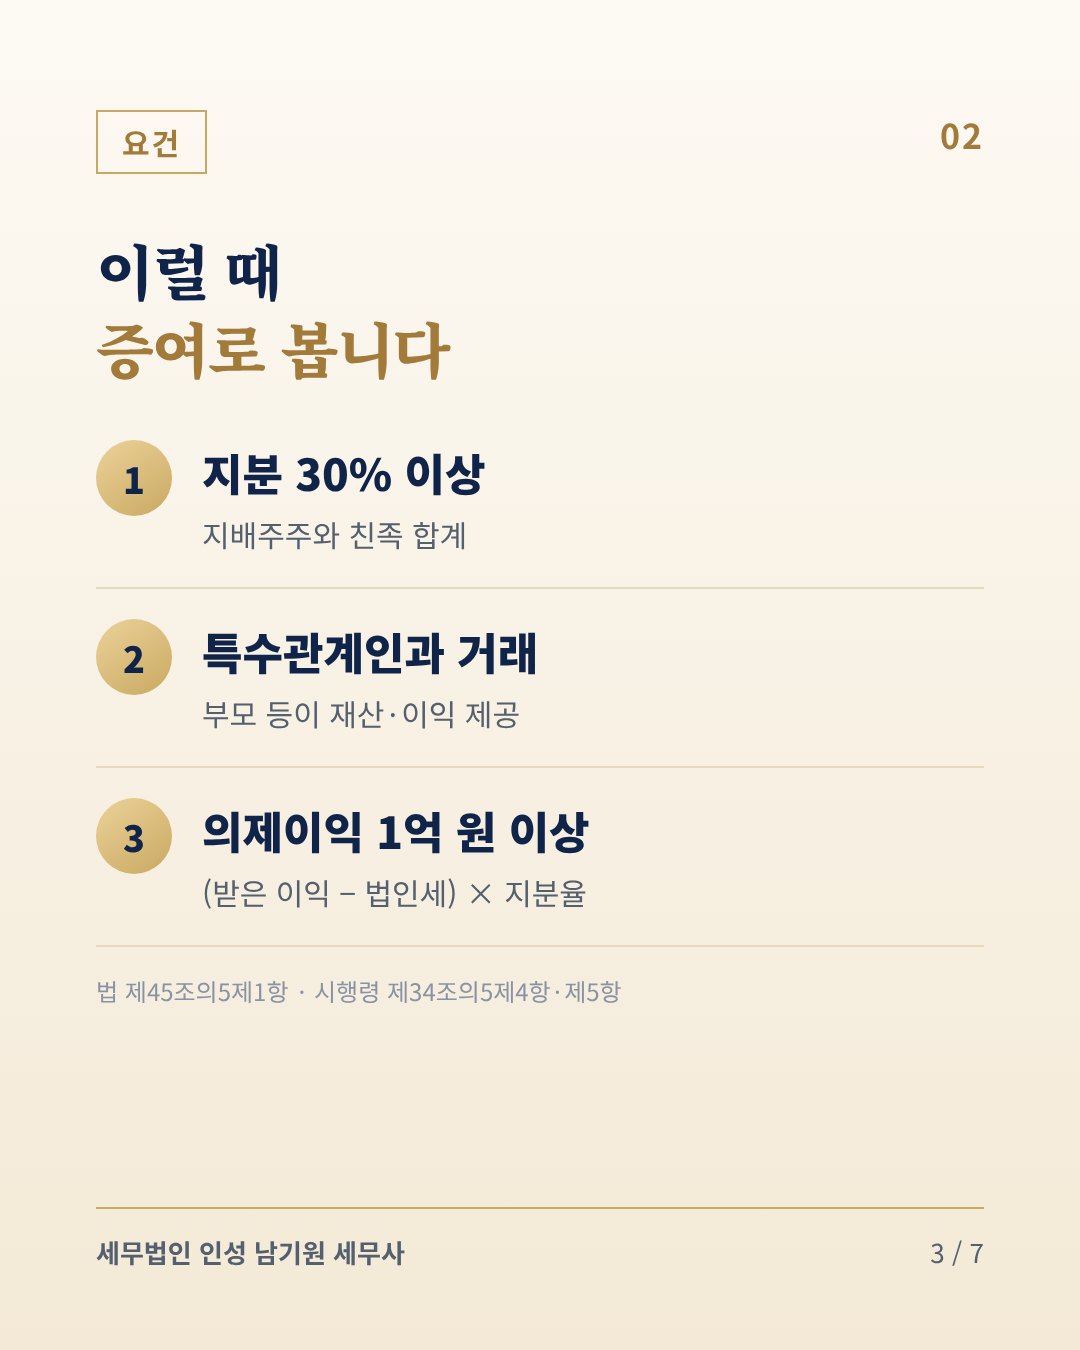 요건
02
이럴 때
증여로 봅니다
1
지분 30% 이상
지배주주와 친족 합계
2
특수관계인과 거래
부모 등이 재산·이익 제공
3
의제이익 1억 원 이상
(받은 이익 – 법인세) × 지분율
법 제45조의5제1항 · 시행령 제34조의5제4항·제5항
세무법인 인성 남기원 세무사
3 / 7